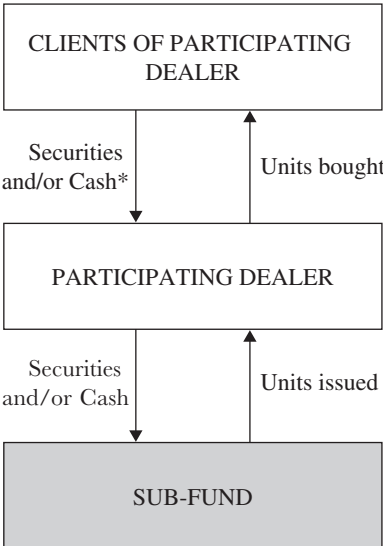 CLIENTS OF PARTICIPATING
DEALER
Securities
and/or Cash*
Units bought
PARTICIPATING DEALER
Securities
and/or Cash
Units issued
SUB-FUND